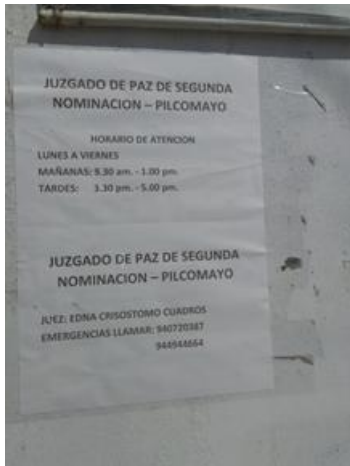 JUZGADO DE PAZ DE SEGUNDA
NOMINACION – PILCOMAYO
HORARIO DE ATENCION
LUNES A VIERNES
MAÑANAS: 9.30 am. - 1.00 pm.
TARDES: 3.30 pm. - 5.00 pm.
JUZGADO DE PAZ DE SEGUNDA
NOMINACION – PILCOMAYO
JUEZ: EDNA CRISOSTOMO CUADROS
EMERGENCIAS LLAMAR: 940720387
944944664